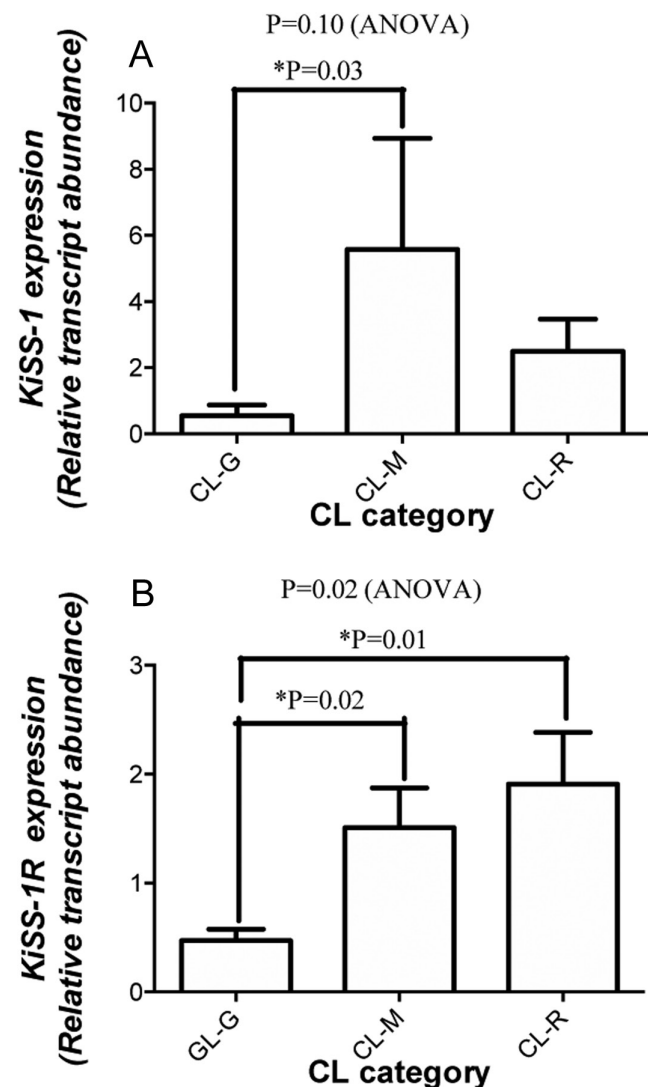 P=0.10 (ANOVA)
A
*P=0.03
KiSS-1 expression
(Relative transcript abundance)
10
8
6
4
2
0
CL-G
CL-M
CL-R
CL category
B
P=0.02 (ANOVA)
*P=0.01
*P=0.02
KiSS-1R expression
(Relative transcript abundance)
3
2
1
0
GL-G
CL-M
CL-R
CL category